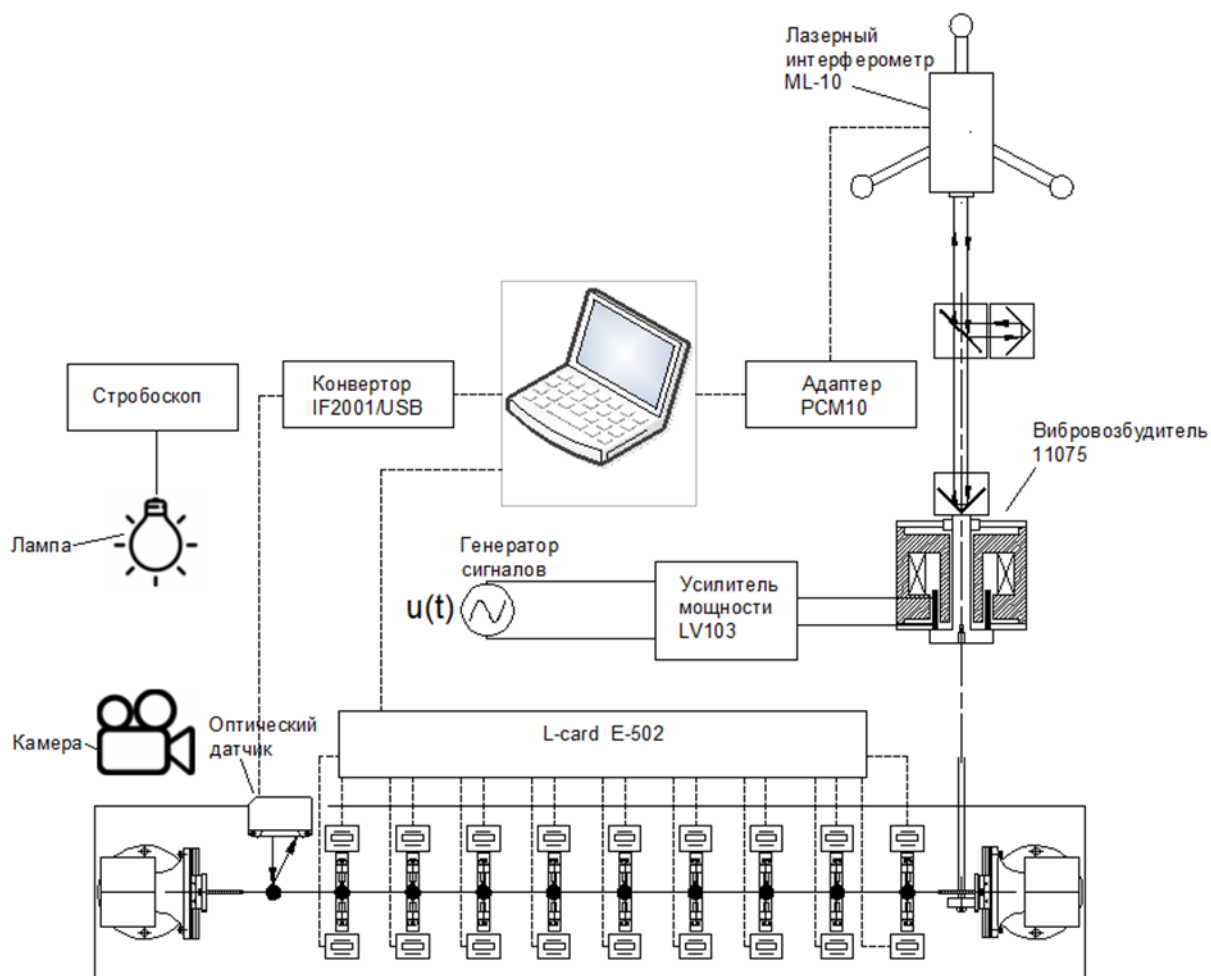 Лазерный
интерферометр
ML-10
Стробоскоп
Конвертор
IF2001/USB
Адаптер
PCM10
Вибровозбудитель
11075
Лампа
Генератор
сигналов
u(t)
Усилитель
мощности
LV103
Камера
Оптический
датчик
L-card E-502